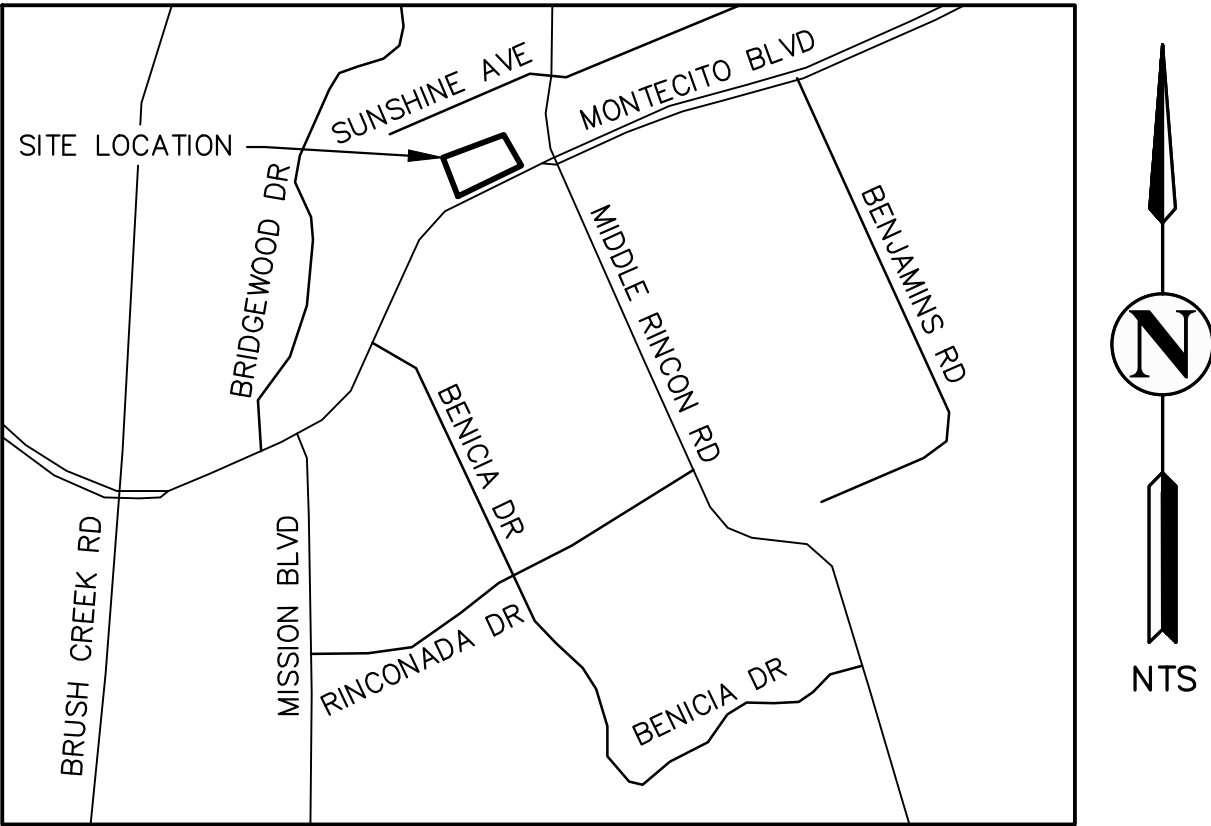 SUNSHINE AVE
MONTECITO BLVD
SITE LOCATION
BRIDGEWOOD DR
MIDDLE RINCON RD
BENJAMINS RD
N
BENICIA DR
BRUSH CREEK RD
MISSION BLVD
RINCONADA DR
BENICIA DR
NTS